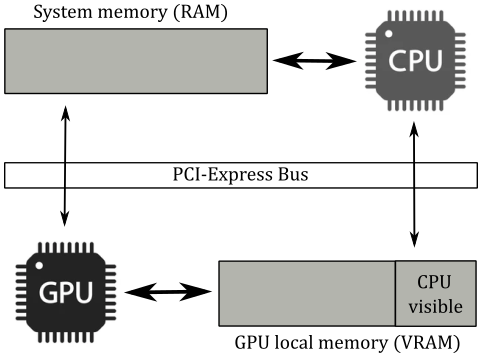 System memory (RAM)
CPU
PCI-Express Bus
GPU
CPU
visible
GPU local memory (VRAM)